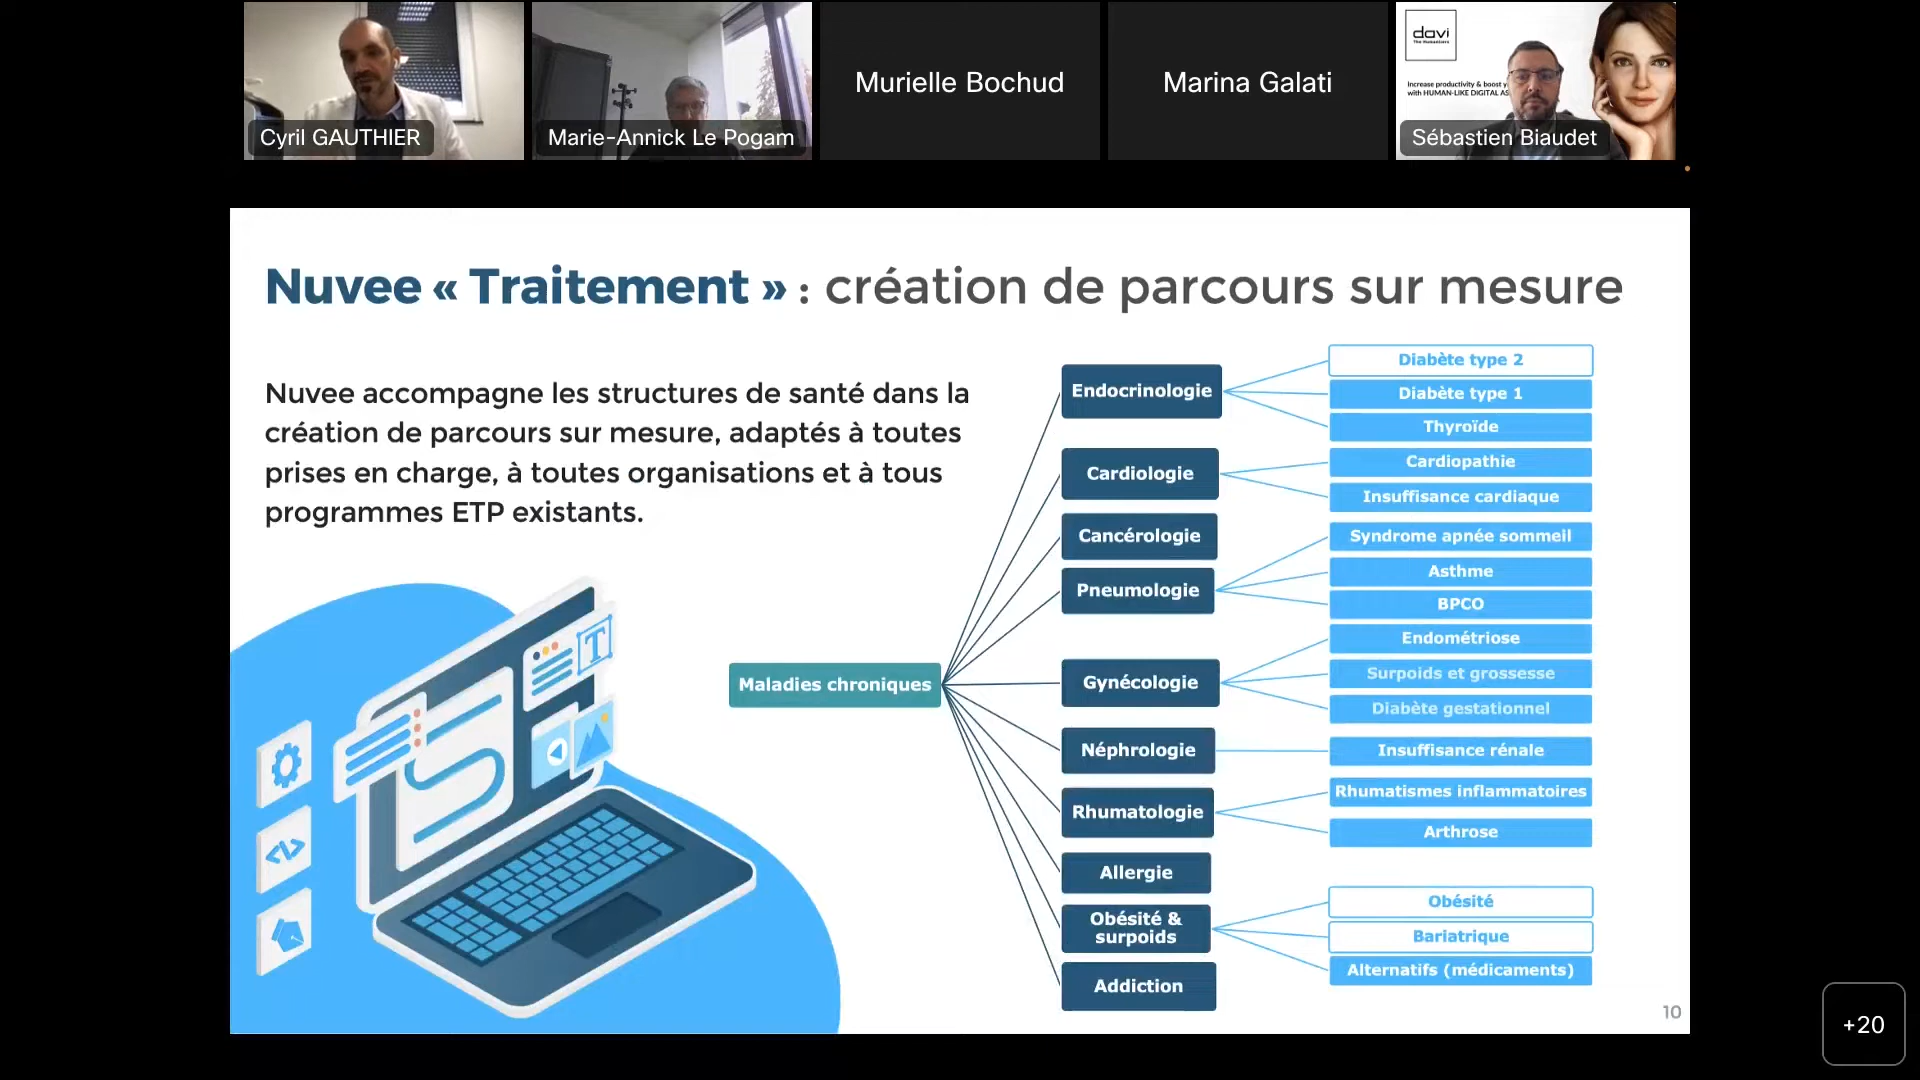 Cyril GAUTHIER
Marie-Annick Le Pogam
Murielle Bochud
Marina Galati
davi
The Humanizers
Increase productivity & boost y
with HUMAN-LIKE DIGITAL AS
Sébastien Biaudet
Nuvee « Traitement » : création de parcours sur mesure
Nuvee accompagne les structures de santé dans la
création de parcours sur mesure, adaptés à toutes
prises en charge, à toutes organisations et à tous
programmes ETP existants.
T
Maladies chroniques
Endocrinologie
Diabète type 2
Diabète type 1
Thyroïde
Cardiologie
Cardiopathie
Insuffisance cardiaque
Cancérologie
Pneumologie
Syndrome apnée sommeil
Asthme
BPCO
Gynécologie
Endométriose
Surpoids et grossesse
Diabète gestationnel
Néphrologie
Insuffisance rénale
Rhumatologie
Rhumatismes inflammatoires
Arthrose
Allergie
Obésité &
surpoids
Obésité
Bariatrique
Alternatifs (médicaments)
Addiction
10
+20